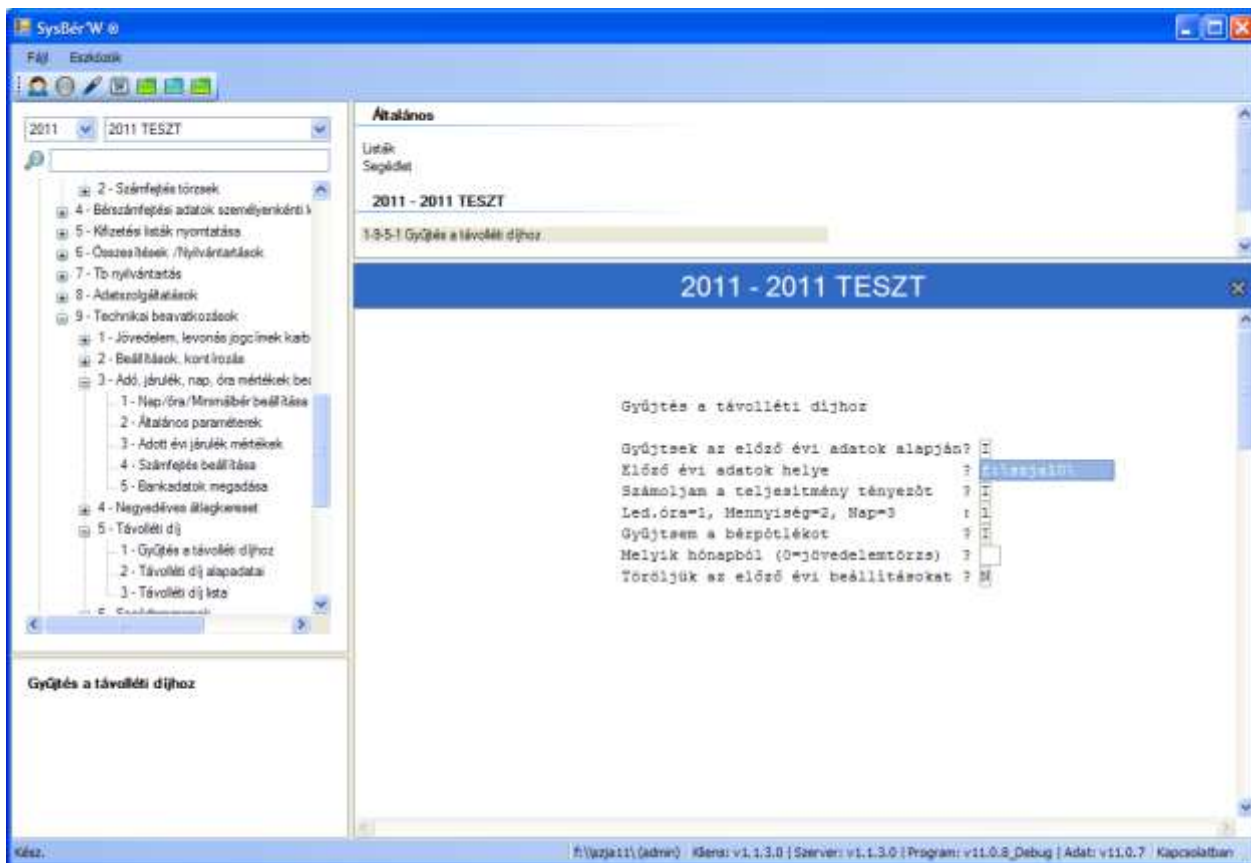 SysBér'W ®
Fájl Eszközök
2011 2011 TESZT
2 - Számfejtés törzsek
4 - Bérszámfejtési adatok személyenkénti k
5 - Kifizetési listák nyomtatása
6 - Összesítések /Nyilvántartások
7 - Tb nyilvántartás
8 - Adatszolgáltatások
9 - Technikai beavatkozások
1 - Jövedelem, levonás jogcímek karb
2 - Beállítások, kontírozás
3 - Adó, járulék, nap, óra mértékek beá
1 - Nap/óra/Minimálbér beállítása
2 - Általános paraméterek
3 - Adott évi járulék mértékek
4 - Számfejtés beállítása
5 - Bankadatok megadása
4 - Negyedéves átlagkereset
5 - Távolléti díj
1 - Gyűjtés a távolléti díjhoz
2 - Távolléti díj alapadatai
3 - Távolléti díj lista
Gyűjtés a távolléti díjhoz
Általános
Listák
Segédlet
2011 - 2011 TESZT
1-9-5-1 Gyűjtés a távolléti díjhoz
2011 - 2011 TESZT
Gyűjtés a távolléti díjhoz
Gyűjtsek az előző évi adatok alapján? I
Előző évi adatok helye ?
Számoljam a teljesítmény tényezőt ? I
Led.óra=1, Mennyiség=2, Nap=3 : 1
Gyűjtsem a bérpótlékot ? I
Melyik hónapból (0=jövedelemtörzs) ?
Töröljük az előző évi beállításokat ? N
Kész.
(admin) Kliens: v1.1.3.0 | Szerver: v1.1.3.0 | Program: v11.0.8_Debug | Adat: v11.0.7 Kapcsolatban